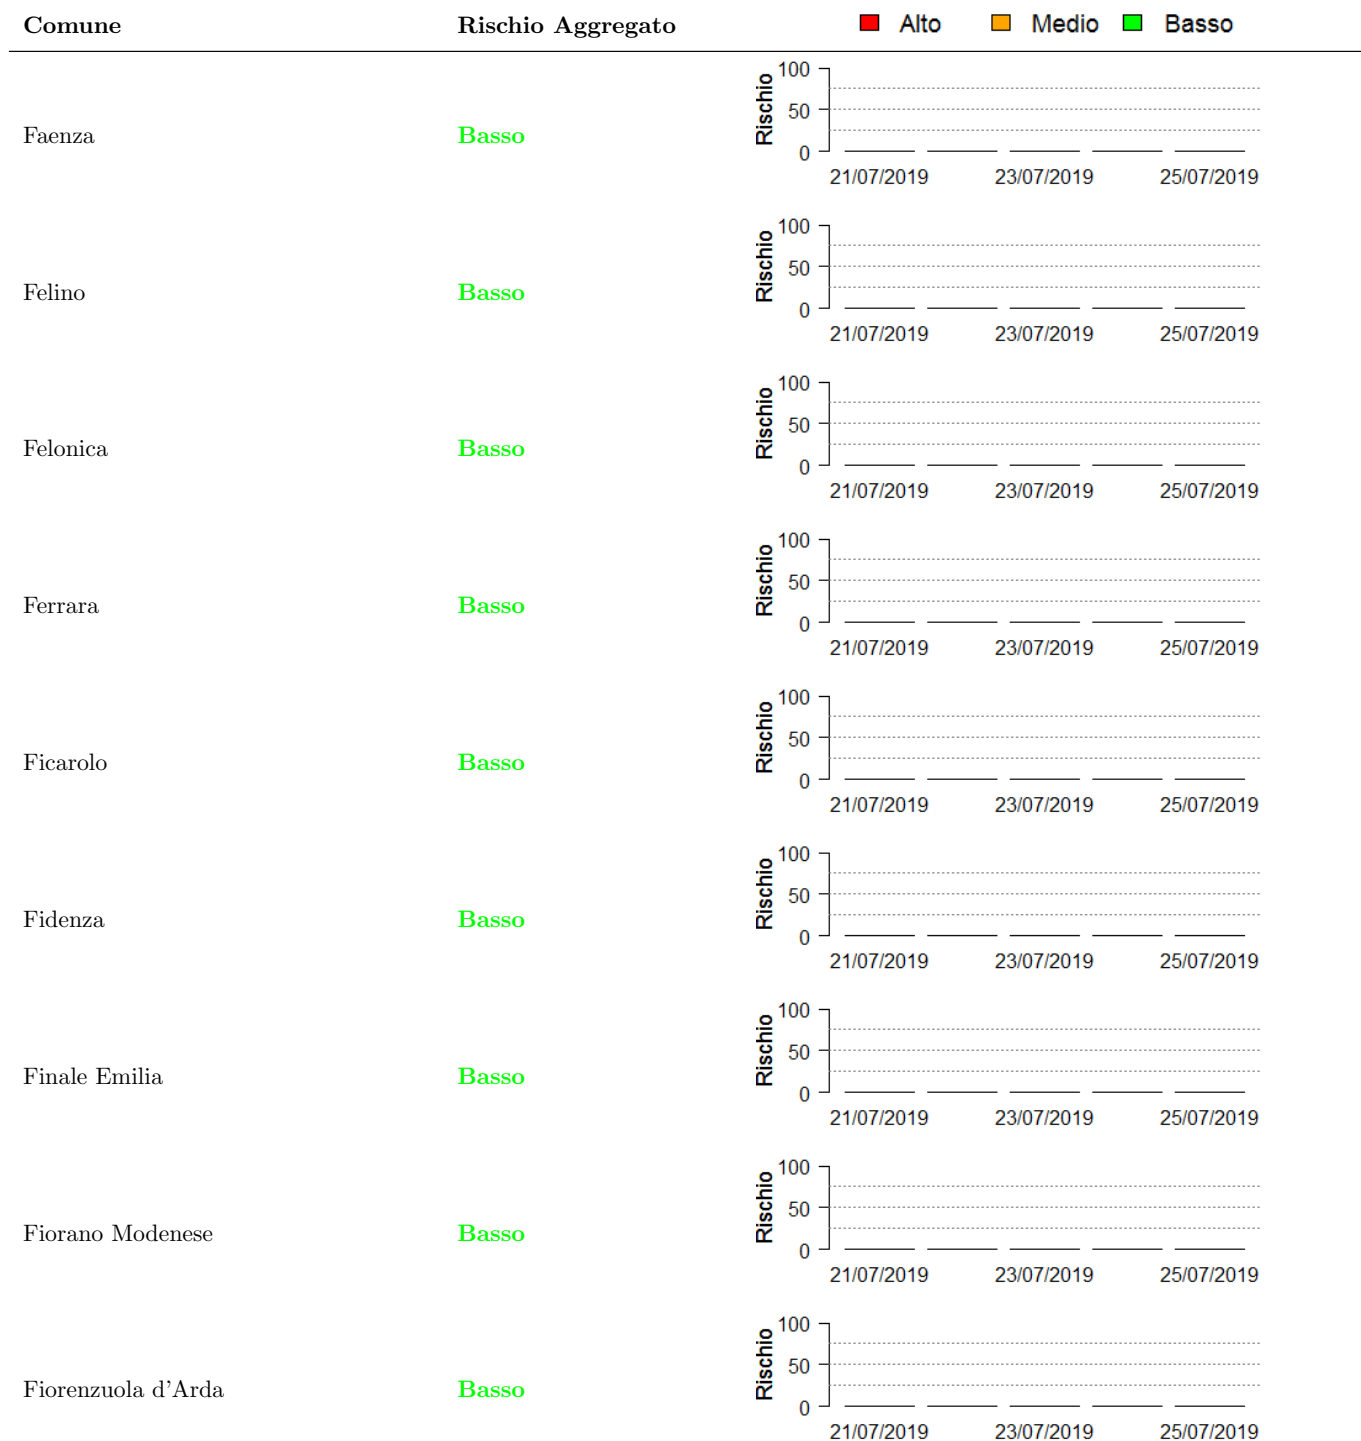 Comune Rischio Aggregato Alto Medio Basso
Faenza Basso Rischio 100 50 0
21/07/2019 23/07/2019 25/07/2019
Felino Basso Rischio 100 50 0
21/07/2019 23/07/2019 25/07/2019
Felonica Basso Rischio 100 50 0
21/07/2019 23/07/2019 25/07/2019
Ferrara Basso Rischio 100 50 0
21/07/2019 23/07/2019 25/07/2019
Ficarolo Basso Rischio 100 50 0
21/07/2019 23/07/2019 25/07/2019
Fidenza Basso Rischio 100 50 0
21/07/2019 23/07/2019 25/07/2019
Finale Emilia Basso Rischio 100 50 0
21/07/2019 23/07/2019 25/07/2019
Fiorano Modenese Basso Rischio 100 50 0
21/07/2019 23/07/2019 25/07/2019
Fiorenzuola d'Arda Basso Rischio 100 50 0
21/07/2019 23/07/2019 25/07/2019